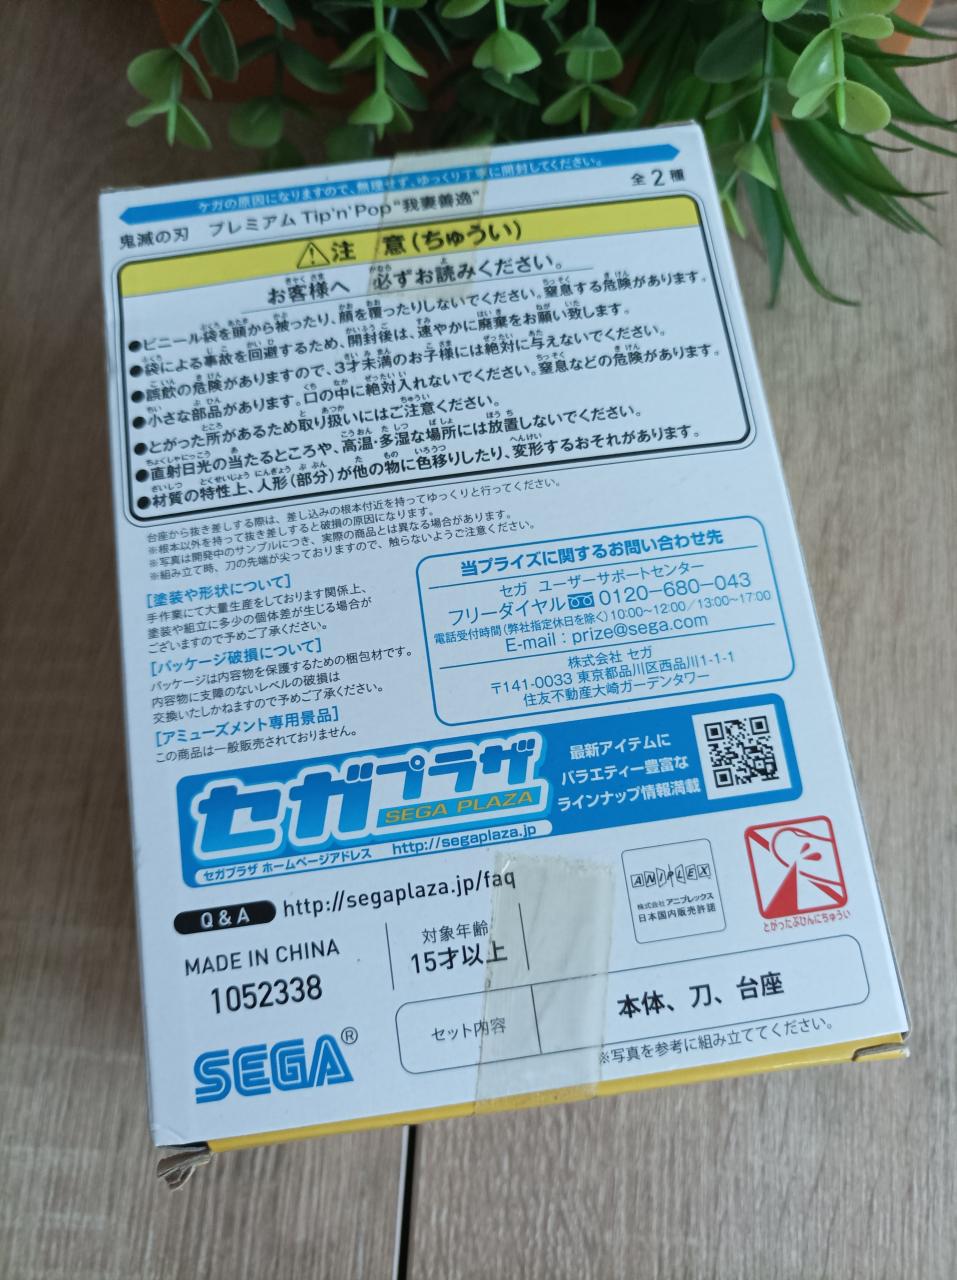 ケガの原因になりますので、無理せず、ゆっくり丁寧に開封してください。
鬼滅の刃 プレミアムTip'n'Pop“我妻善逸”
全2種
注 意(ちゅうい)
お客様へ 必ずお読みください。
●ビニール袋を頭から被ったり、顔を覆ったりしないでください。窒息する危険があります。
●袋による事故を回避するため、開封後は、速やかに廃棄をお願い致します。
●誤飲の危険がありますので、3才未満のお子様には絶対に与えないでください。
●小さな部品があります。口の中に絶対入れないでください。窒息などの危険があります。
●とがった所があるため取り扱いにはご注意ください。
●直射日光の当たるところや、高温・多湿な場所には放置しないでください。
●材質の特性上、人形(部分)が他の物に色移りしたり、変形するおそれがあります。
台座から抜き差しする際は、差し込みの根本付近を持ってゆっくりと行ってください。
※根本以外を持って抜き差しすると破損の原因になります。
※写真は開発中のサンプルにつき、実際の商品とは異なる場合があります。
※組み立て時、刀の先端が尖っておりますので、触らないようご注意ください。
[塗装や形状について]
手作業にて大量生産をしております関係上、
塗装や組立に多少の個体差が生じる場合が
ございますので予めご了承ください。
[パッケージ破損について]
パッケージは内容物を保護するための梱包材です。
内容物に支障のないレベルの破損は
交換いたしかねますので予めご了承ください。
[アミューズメント専用景品]
この商品は一般販売されておりません。
当プライズに関するお問い合わせ先
セガ ユーザーサポートセンター
フリーダイヤル 0120-680-043
電話受付時間(弊社指定休日を除く)10:00~12:00/13:00~17:00
E-mail : prize@sega.com
株式会社 セガ
〒141-0033 東京都品川区西品川1-1-1
住友不動産大崎ガーデンタワー
セガプラザ
SEGA PLAZA
セガプラザ ホームページアドレス http://segaplaza.jp
最新アイテムに
バラエティー豊富な
ラインナップ情報満載
Q&A http://segaplaza.jp/faq
MADE IN CHINA
1052338
対象年齢
15才以上
ANIPLEX
株式会社 アニプレックス
日本国内販売許諾
とがったぶひんにちゅうい
セット内容
本体、刀、台座
※写真を参考に組み立ててください。
SEGA®